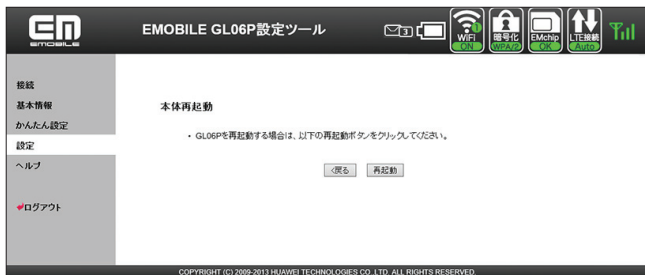 EM
EMOBILE
EMOBILE GL06P設定ツール
3
WiFi
ON
暗号化
WPA/2
EMchip
OK
LTE接続
Auto
接続
基本情報
かんたん設定
設定
ヘルプ
ログアウト
本体再起動
・ GL06Pを再起動する場合は、以下の再起動ボタンをクリックしてください。
<戻る 再起動
COPYRIGHT (C) 2009-2013 HUAWEI TECHNOLOGIES CO.,LTD. ALL RIGHTS RESERVED.